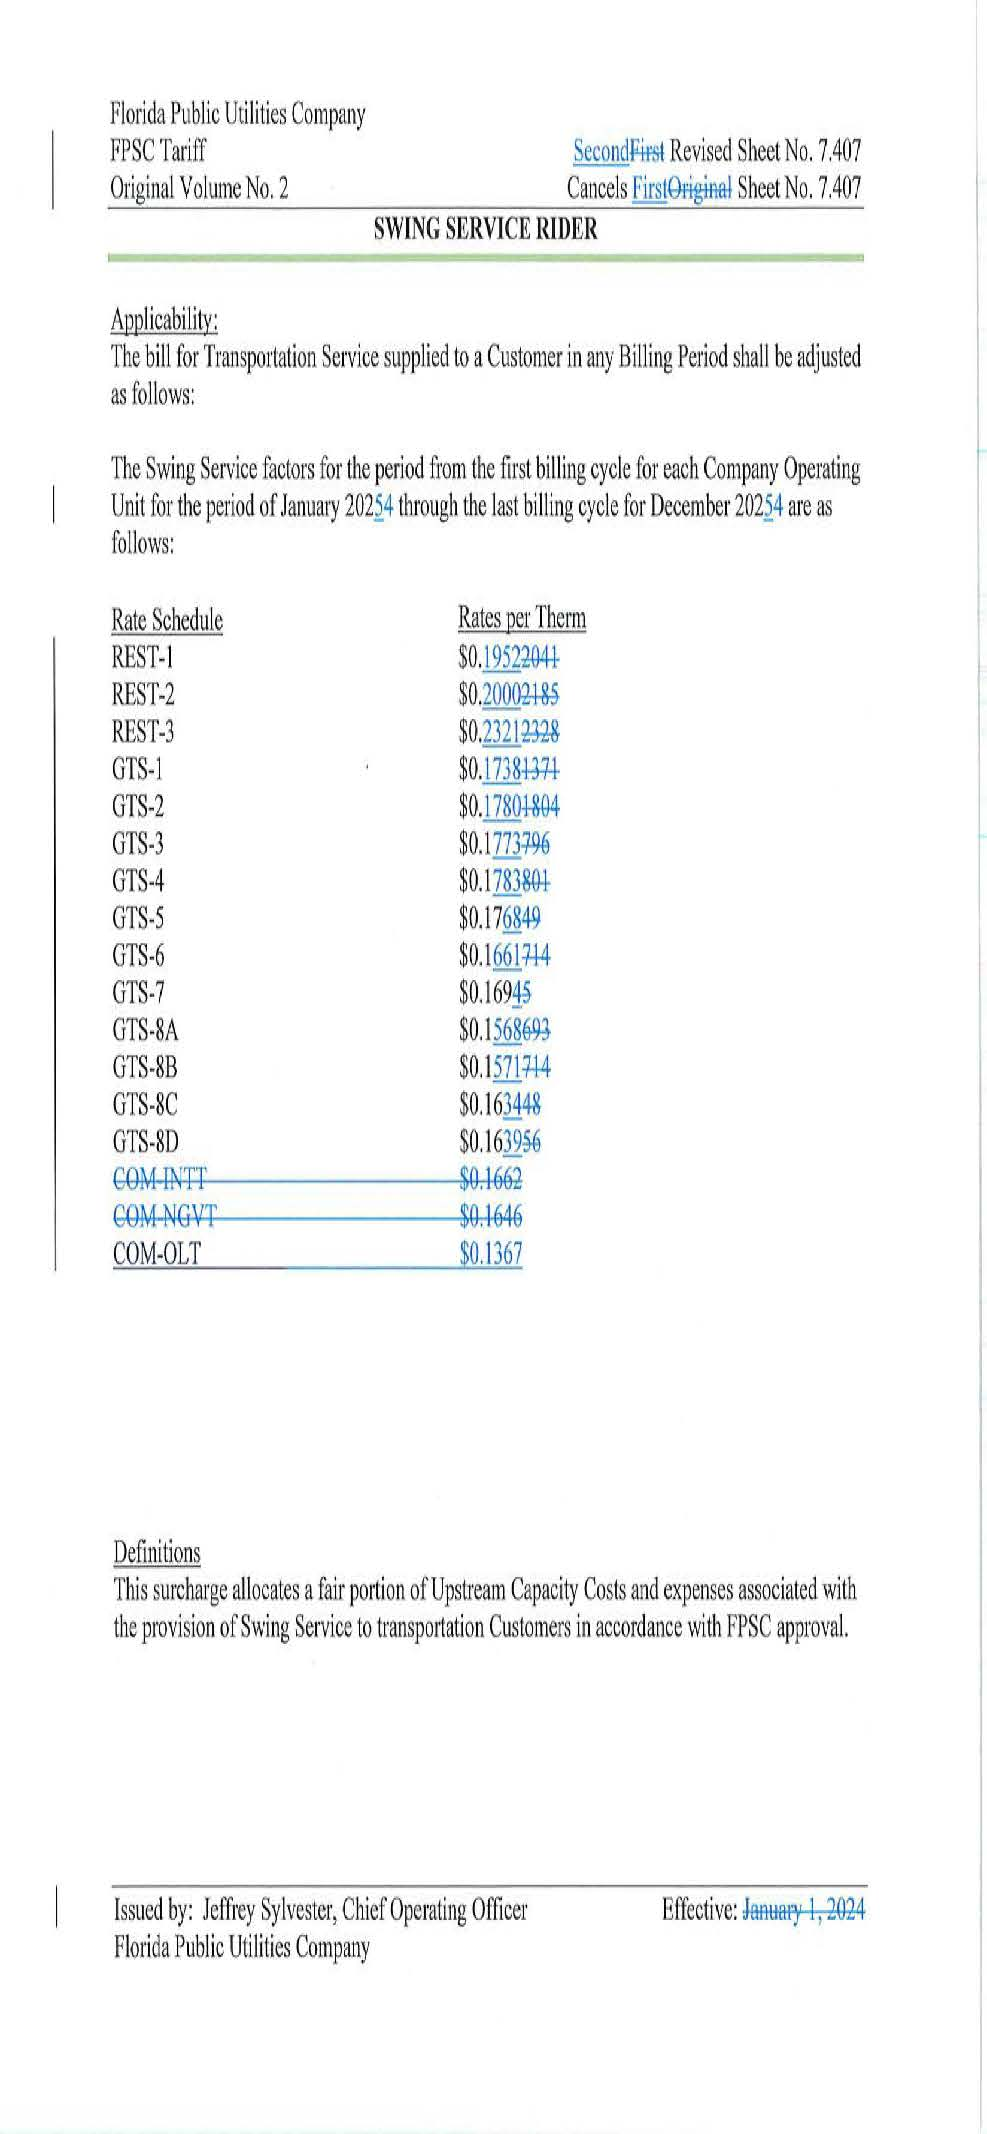 Florida Public Utilities Company
FPSC Tariff
SecondFirst Revised Sheet No. 7.407
Original Volume No. 2
Cancels FirstOriginal Sheet No. 7.407
SWING SERVICE RIDER
Applicability:
The bill for Transportation Service supplied to a Customer in any Billing Period shall be adjusted
as follows:
The Swing Service factors for the period from the first billing cycle for each Company Operating
Unit for the period of January 20254 through the last billing cycle for December 20254 are as
follows:
Rate Schedule Rates per Therm
REST-1 $0.19522041
REST-2 $0.20002185
REST-3 $0.23212328
GTS-1 $0.17381371
GTS-2 $0.17801804
GTS-3 $0.1773796
GTS-4 $0.1783801
GTS-5 $0.176849
GTS-6 $0.1661714
GTS-7 $0.16945
GTS-8A $0.1568693
GTS-8B $0.1571714
GTS-8C $0.163448
GTS-8D $0.163956
COM-INTT $0.1662
COM-NGVT $0.1646
COM-OLT $0.1367
Definitions
This surcharge allocates a fair portion of Upstream Capacity Costs and expenses associated with
the provision of Swing Service to transportation Customers in accordance with FPSC approval.
Issued by: Jeffrey Sylvester, Chief Operating Officer Effective: January 1, 2024
Florida Public Utilities Company